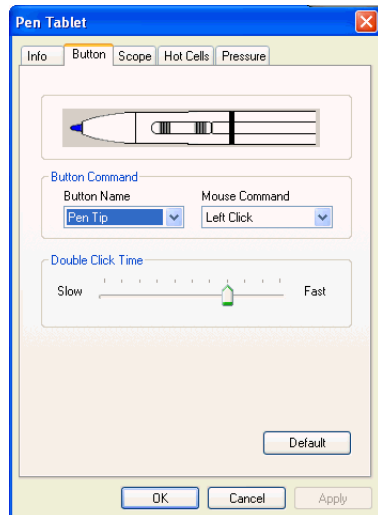 Pen Tablet
Info Button Scope Hot Cells Pressure
Button Command
Button Name Mouse Command
Pen Tip Left Click
Double Click Time
Slow Fast
Default
OK Cancel Apply